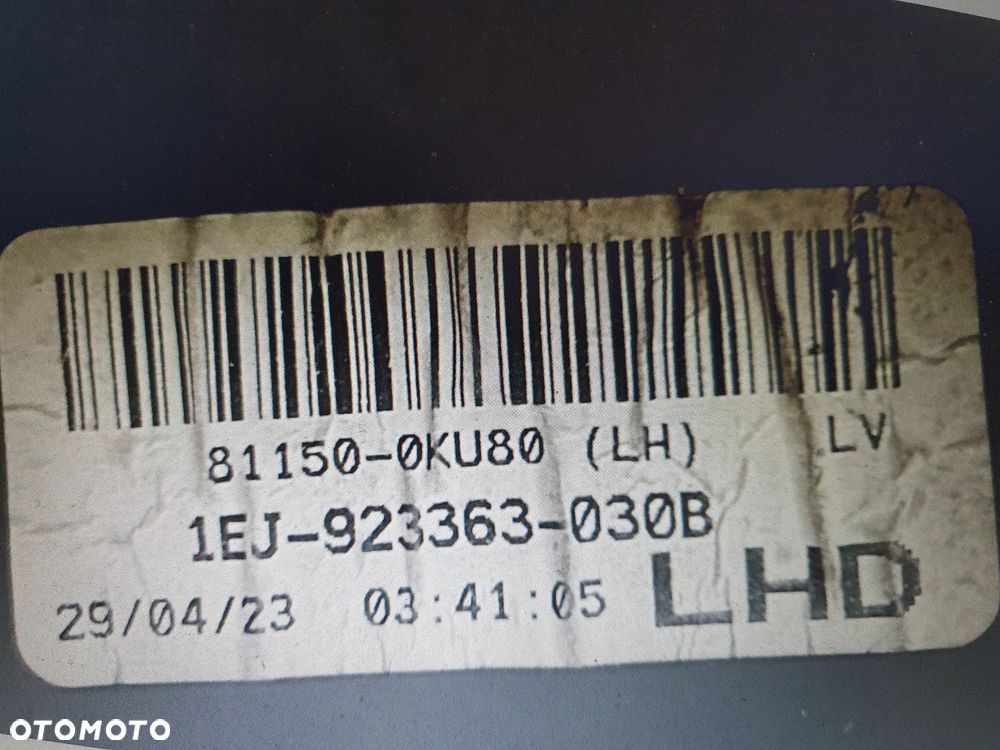 81150-0KU80 (LH) LV
1EJ-923363-030B
29/04/23 03:41:05 LHD
OTOMOTO